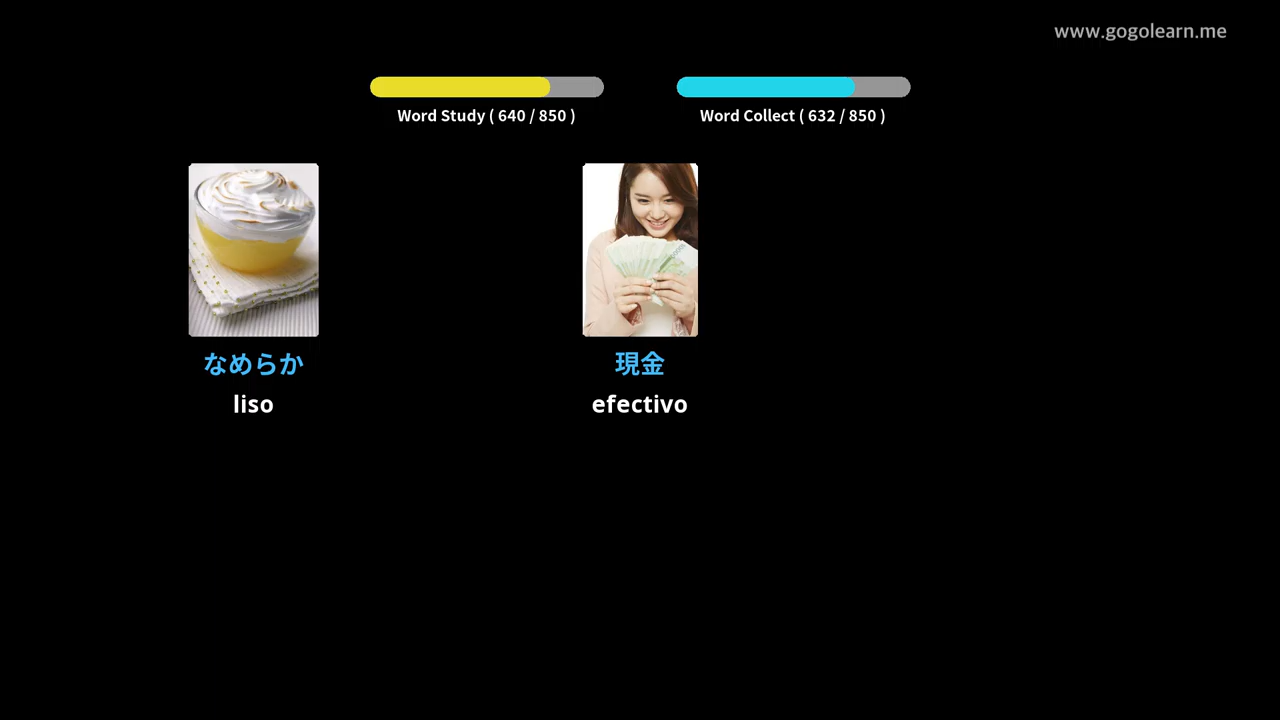 www.gogolearn.me
Word Study ( 640 / 850 )
Word Collect ( 632 / 850 )
なめらか
liso
現金
efectivo